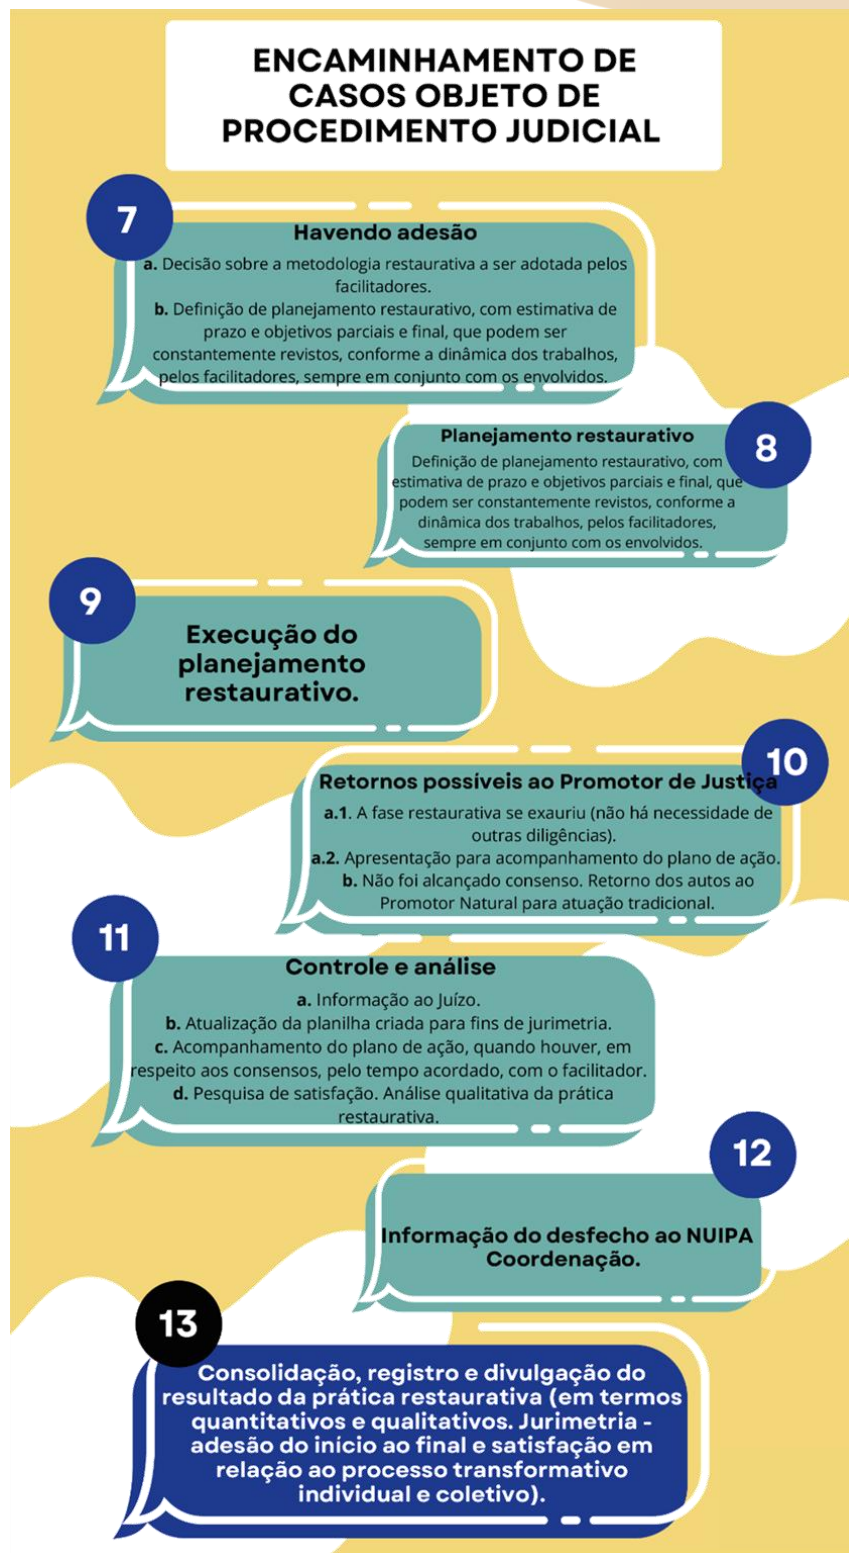 ENCAMINHAMENTO DE
CASOS OBJETO DE
PROCEDIMENTO JUDICIAL
7
Havendo adesão
a. Decisão sobre a metodologia restaurativa a ser adotada pelos
facilitadores.
b. Definição de planejamento restaurativo, com estimativa de
prazo e objetivos parciais e final, que podem ser
constantemente revistos, conforme a dinâmica dos trabalhos,
pelos facilitadores, sempre em conjunto com os envolvidos.
8
Planejamento restaurativo
Definição de planejamento restaurativo, com
estimativa de prazo e objetivos parciais e final, que
podem ser constantemente revistos, conforme a
dinâmica dos trabalhos, pelos facilitadores,
sempre em conjunto com os envolvidos.
9
Execução do
planejamento
restaurativo.
10
Retornos possíveis ao Promotor de Justiça
a.1. A fase restaurativa se exauriu (não há necessidade de
outras diligências).
a.2. Apresentação para acompanhamento do plano de ação.
b. Não foi alcançado consenso. Retorno dos autos ao
Promotor Natural para atuação tradicional.
11
Controle e análise
a. Informação ao Juízo.
b. Atualização da planilha criada para fins de jurimetria.
c. Acompanhamento do plano de ação, quando houver, em
respeito aos consensos, pelo tempo acordado, com o facilitador.
d. Pesquisa de satisfação. Análise qualitativa da prática
restaurativa.
12
Informação do desfecho ao NUIPA
Coordenação.
13
Consolidação, registro e divulgação do
resultado da prática restaurativa (em termos
quantitativos e qualitativos. Jurimetria -
adesão do início ao final e satisfação em
relação ao processo transformativo
individual e coletivo).